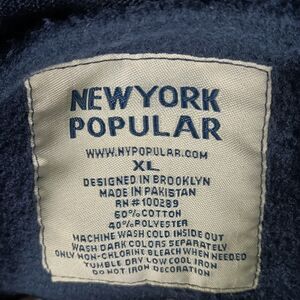 NEW YORK
POPULAR
WWW.NYPOPULAR.COM
XL
DESIGNED IN BROOKLYN
MADE IN PAKISTAN
RN #100289
60% COTTON
40% POLYESTER
MACHINE WASH COLD INSIDE OUT
WASH DARK COLORS SEPARATELY
ONLY NON-CHLORINE BLEACH WHEN NEEDED
TUMBLE DRY LOW COOL IRON
DO NOT IRON DECORATION